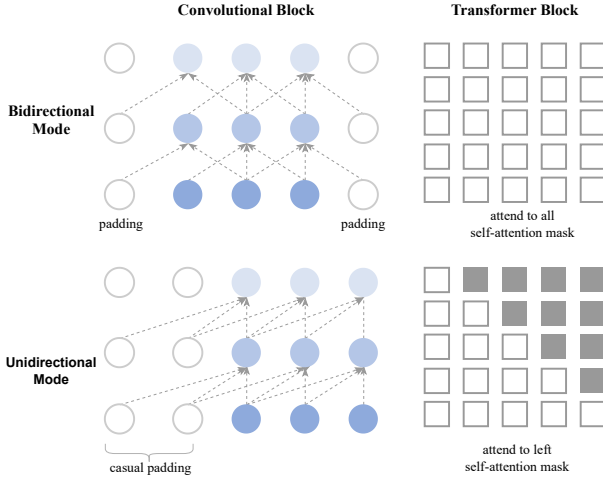 Convolutional Block
Transformer Block
Bidirectional
Mode
padding
padding
attend to all
self-attention mask
Unidirectional
Mode
casual padding
attend to left
self-attention mask